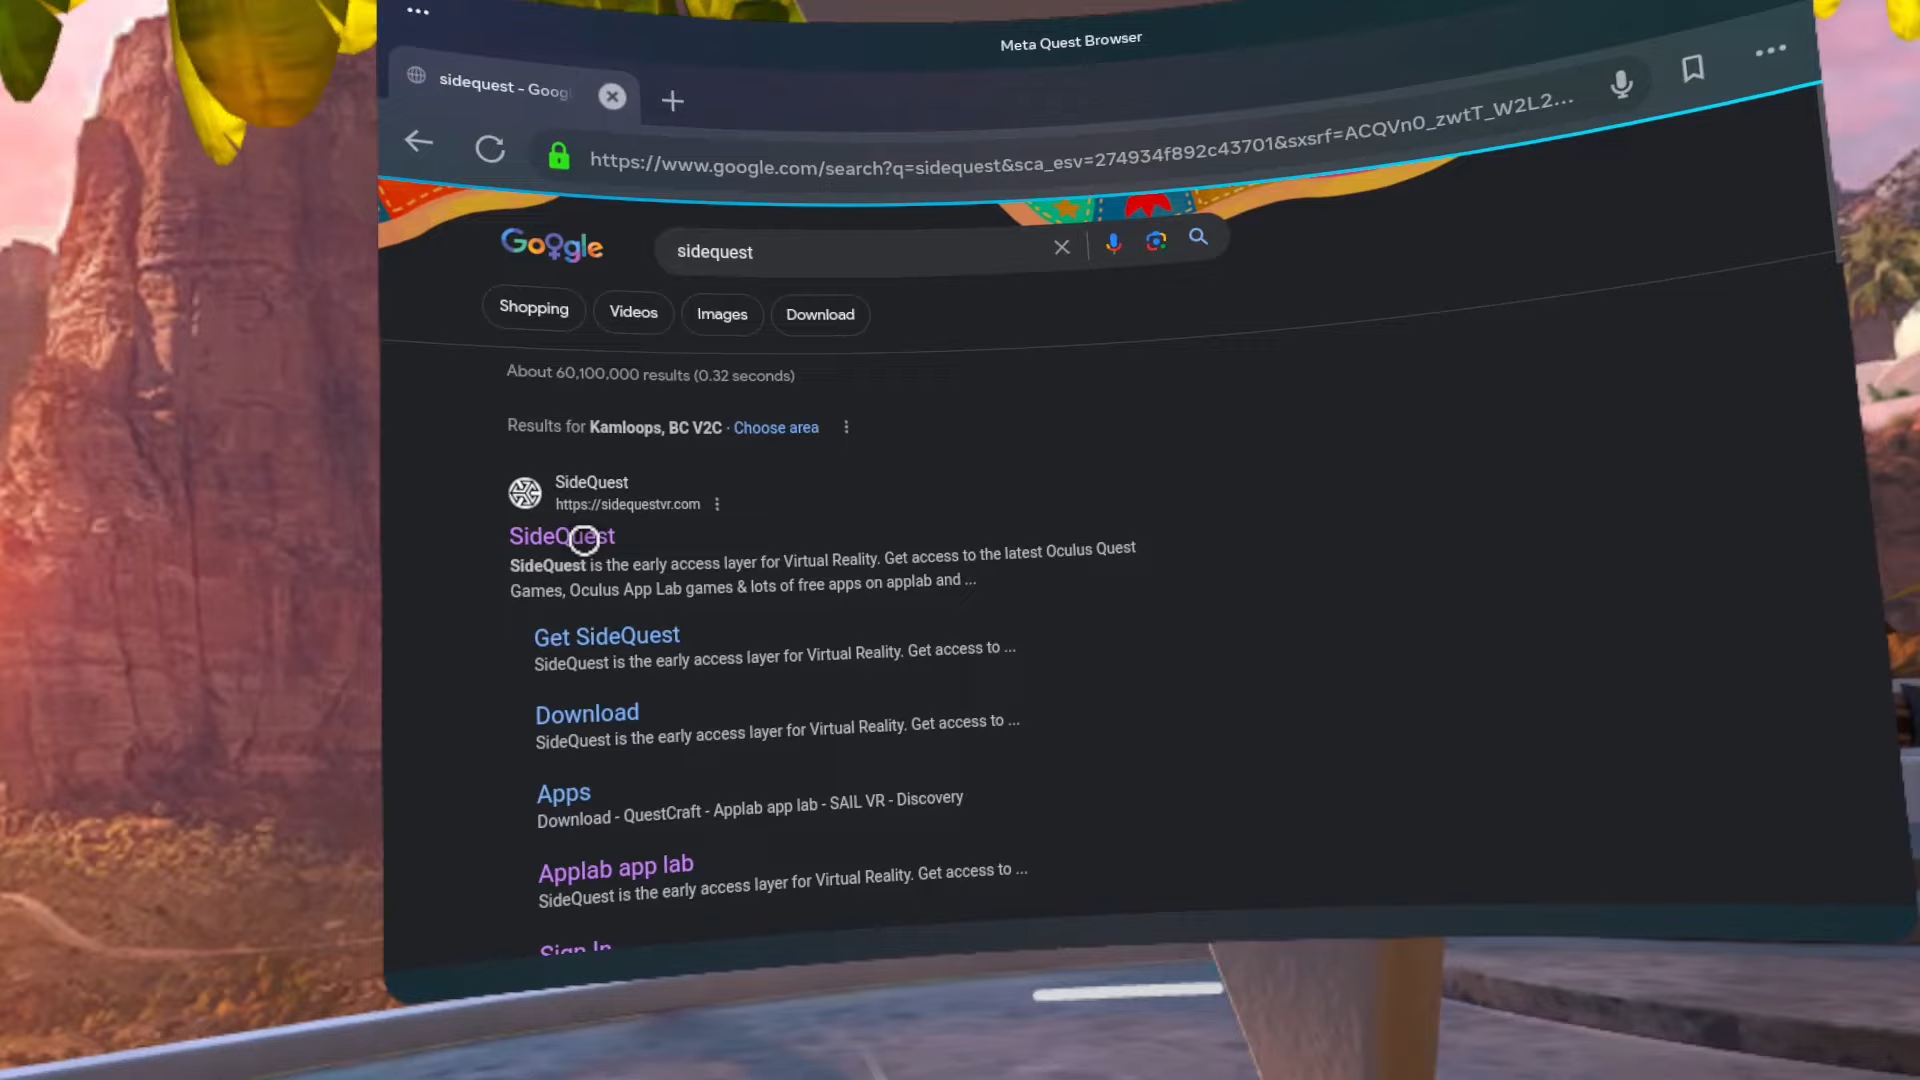 Meta Quest Browser
sidequest - Goog
https://www.google.com/search?q=sidequest&sca_esv=274934f892c43701&sxsrf=ACQVn0_zwtT_W2L2...
Google
sidequest
Shopping
Videos
Images
Download
About 60,100,000 results (0.32 seconds)
Results for Kamloops, BC V2C · Choose area
SideQuest
https://sidequestvr.com
SideQuest
SideQuest is the early access layer for Virtual Reality. Get access to the latest Oculus Quest
Games, Oculus App Lab games & lots of free apps on applab and ...
Get SideQuest
SideQuest is the early access layer for Virtual Reality. Get access to ...
Download
SideQuest is the early access layer for Virtual Reality. Get access to ...
Apps
Download - QuestCraft - Applab app lab - SAIL VR - Discovery
Applab app lab
SideQuest is the early access layer for Virtual Reality. Get access to ...
Sign In